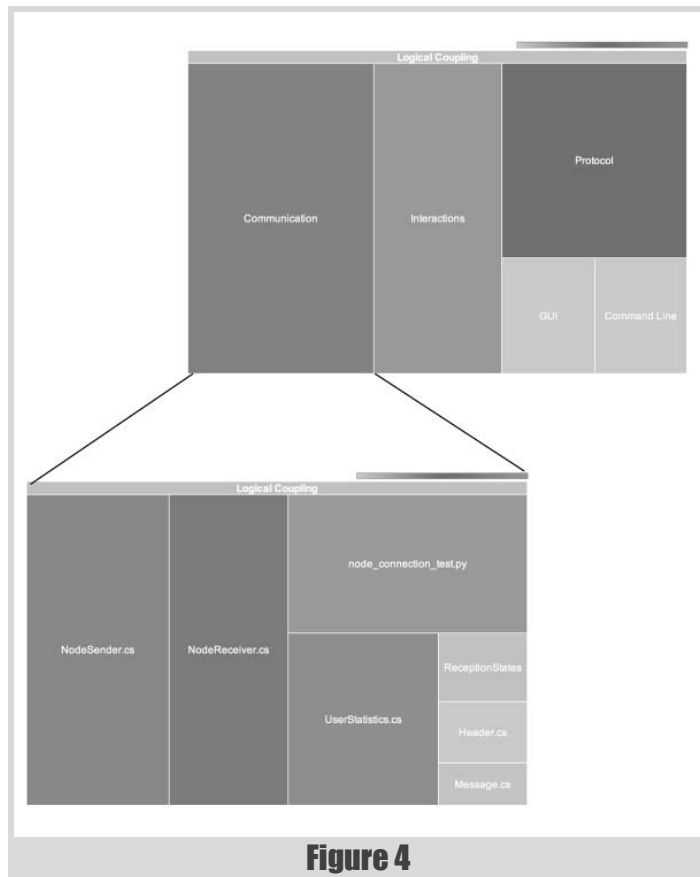 Logical Coupling
Communication
Interactions
Protocol
GUI
Command Line
Logical Coupling
NodeSender.cs
NodeReceiver.cs
node_connection_test.py
UserStatistics.cs
ReceptionStates
Header.cs
Message.cs
Figure 4